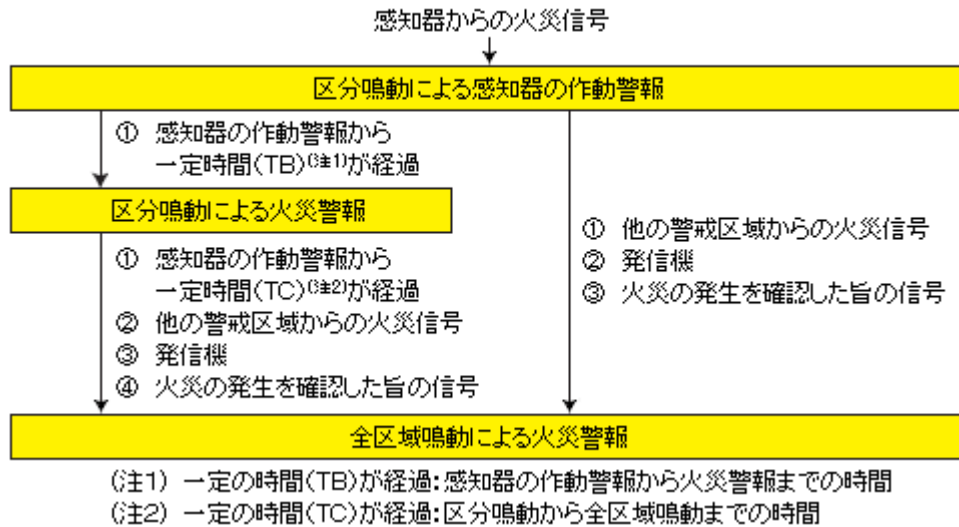 感知器からの火災信号
区分鳴動による感知器の作動警報
① 感知器の作動警報から
一定時間(TB)(注1)が経過
区分鳴動による火災警報
① 感知器の作動警報から
一定時間(TC)(注2)が経過
② 他の警戒区域からの火災信号
③ 発信機
④ 火災の発生を確認した旨の信号
① 他の警戒区域からの火災信号
② 発信機
③ 火災の発生を確認した旨の信号
全区域鳴動による火災警報
(注1) 一定の時間(TB)が経過:感知器の作動警報から火災警報までの時間
(注2) 一定の時間(TC)が経過:区分鳴動から全区域鳴動までの時間